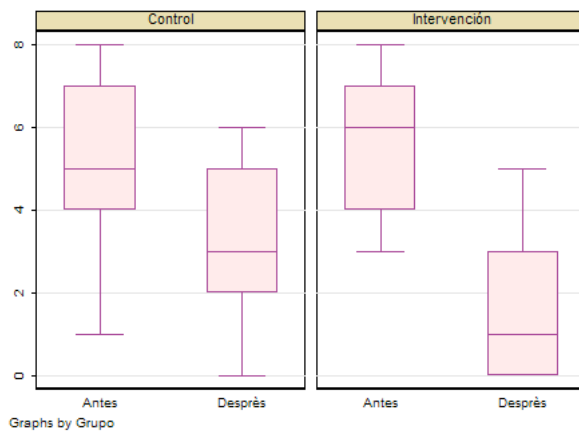 Control Intervención
8
6
4
2
0
Antes Desprès Antes Desprès
Graphs by Grupo